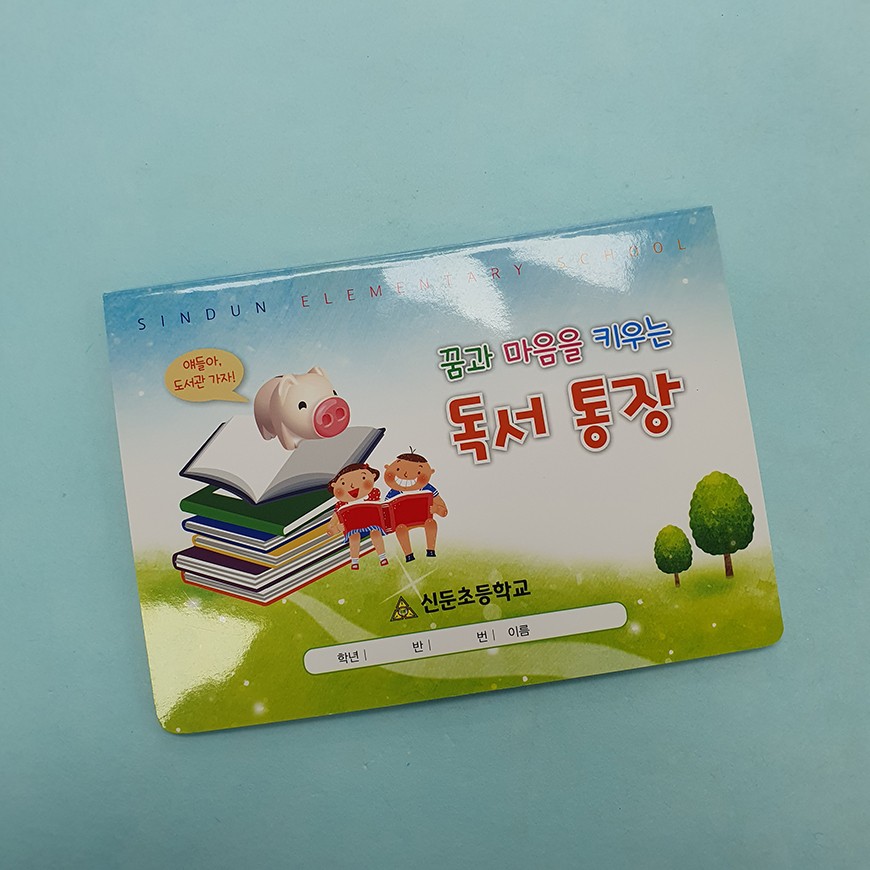 SINDUN ELEMENTARY SCHOOL
꿈과 마음을 키우는
독서 통장
얘들아,
도서관 가자!
신둔초등학교
학년 | 반 | 번 | 이름